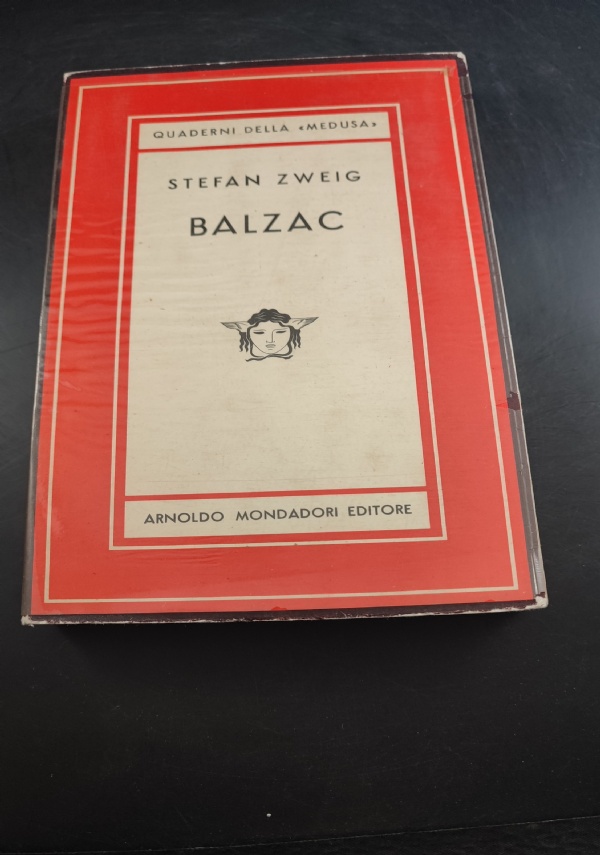 QUADERNI DELLA «MEDUSA»
STEFAN ZWEIG
BALZAC
ARNOLDO MONDADORI EDITORE